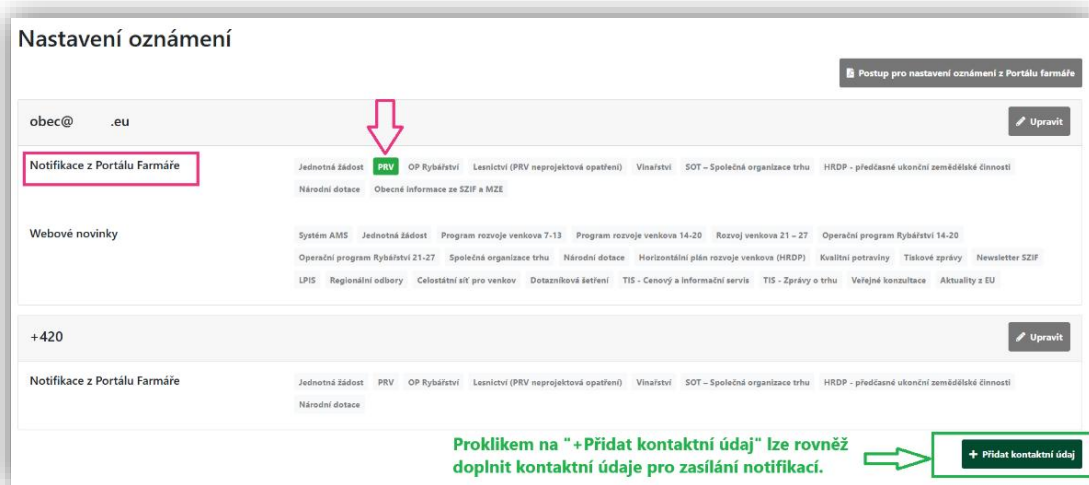 Nastavení oznámení
Postup pro nastavení oznámení z Portálu farmáře
obec@ .eu
Upravit
Notifikace z Portálu Farmáře
Jednotná žádost PRV OP Rybářství Lesnictví (PRV neprojektová opatření) Vinařství SOT – Společná organizace trhu HRDP - předčasné ukonční zemědělské činnosti
Národní dotace Obecné informace ze SZIF a MZE
Webové novinky
Systém AMS Jednotná žádost Program rozvoje venkova 7-13 Program rozvoje venkova 14-20 Rozvoj venkova 21 – 27 Operační program Rybářství 14-20
Operační program Rybářství 21-27 Společná organizace trhu Národní dotace Horizontální plán rozvoje venkova (HRDP) Kvalitní potraviny Tiskové zprávy Newsletter SZIF
LPIS Regionální odbory Celostátní síť pro venkov Dotazníková šetření TIS - Cenový a informační servis TIS - Zprávy o trhu Veřejné konzultace Aktuality z EU
+420
Upravit
Notifikace z Portálu Farmáře
Jednotná žádost PRV OP Rybářství Lesnictví (PRV neprojektová opatření) Vinařství SOT – Společná organizace trhu HRDP - předčasné ukonční zemědělské činnosti
Národní dotace
Proklikem na "+Přidat kontaktní údaj" lze rovněž
doplnit kontaktní údaje pro zasílání notifikací.
+ Přidat kontaktní údaj